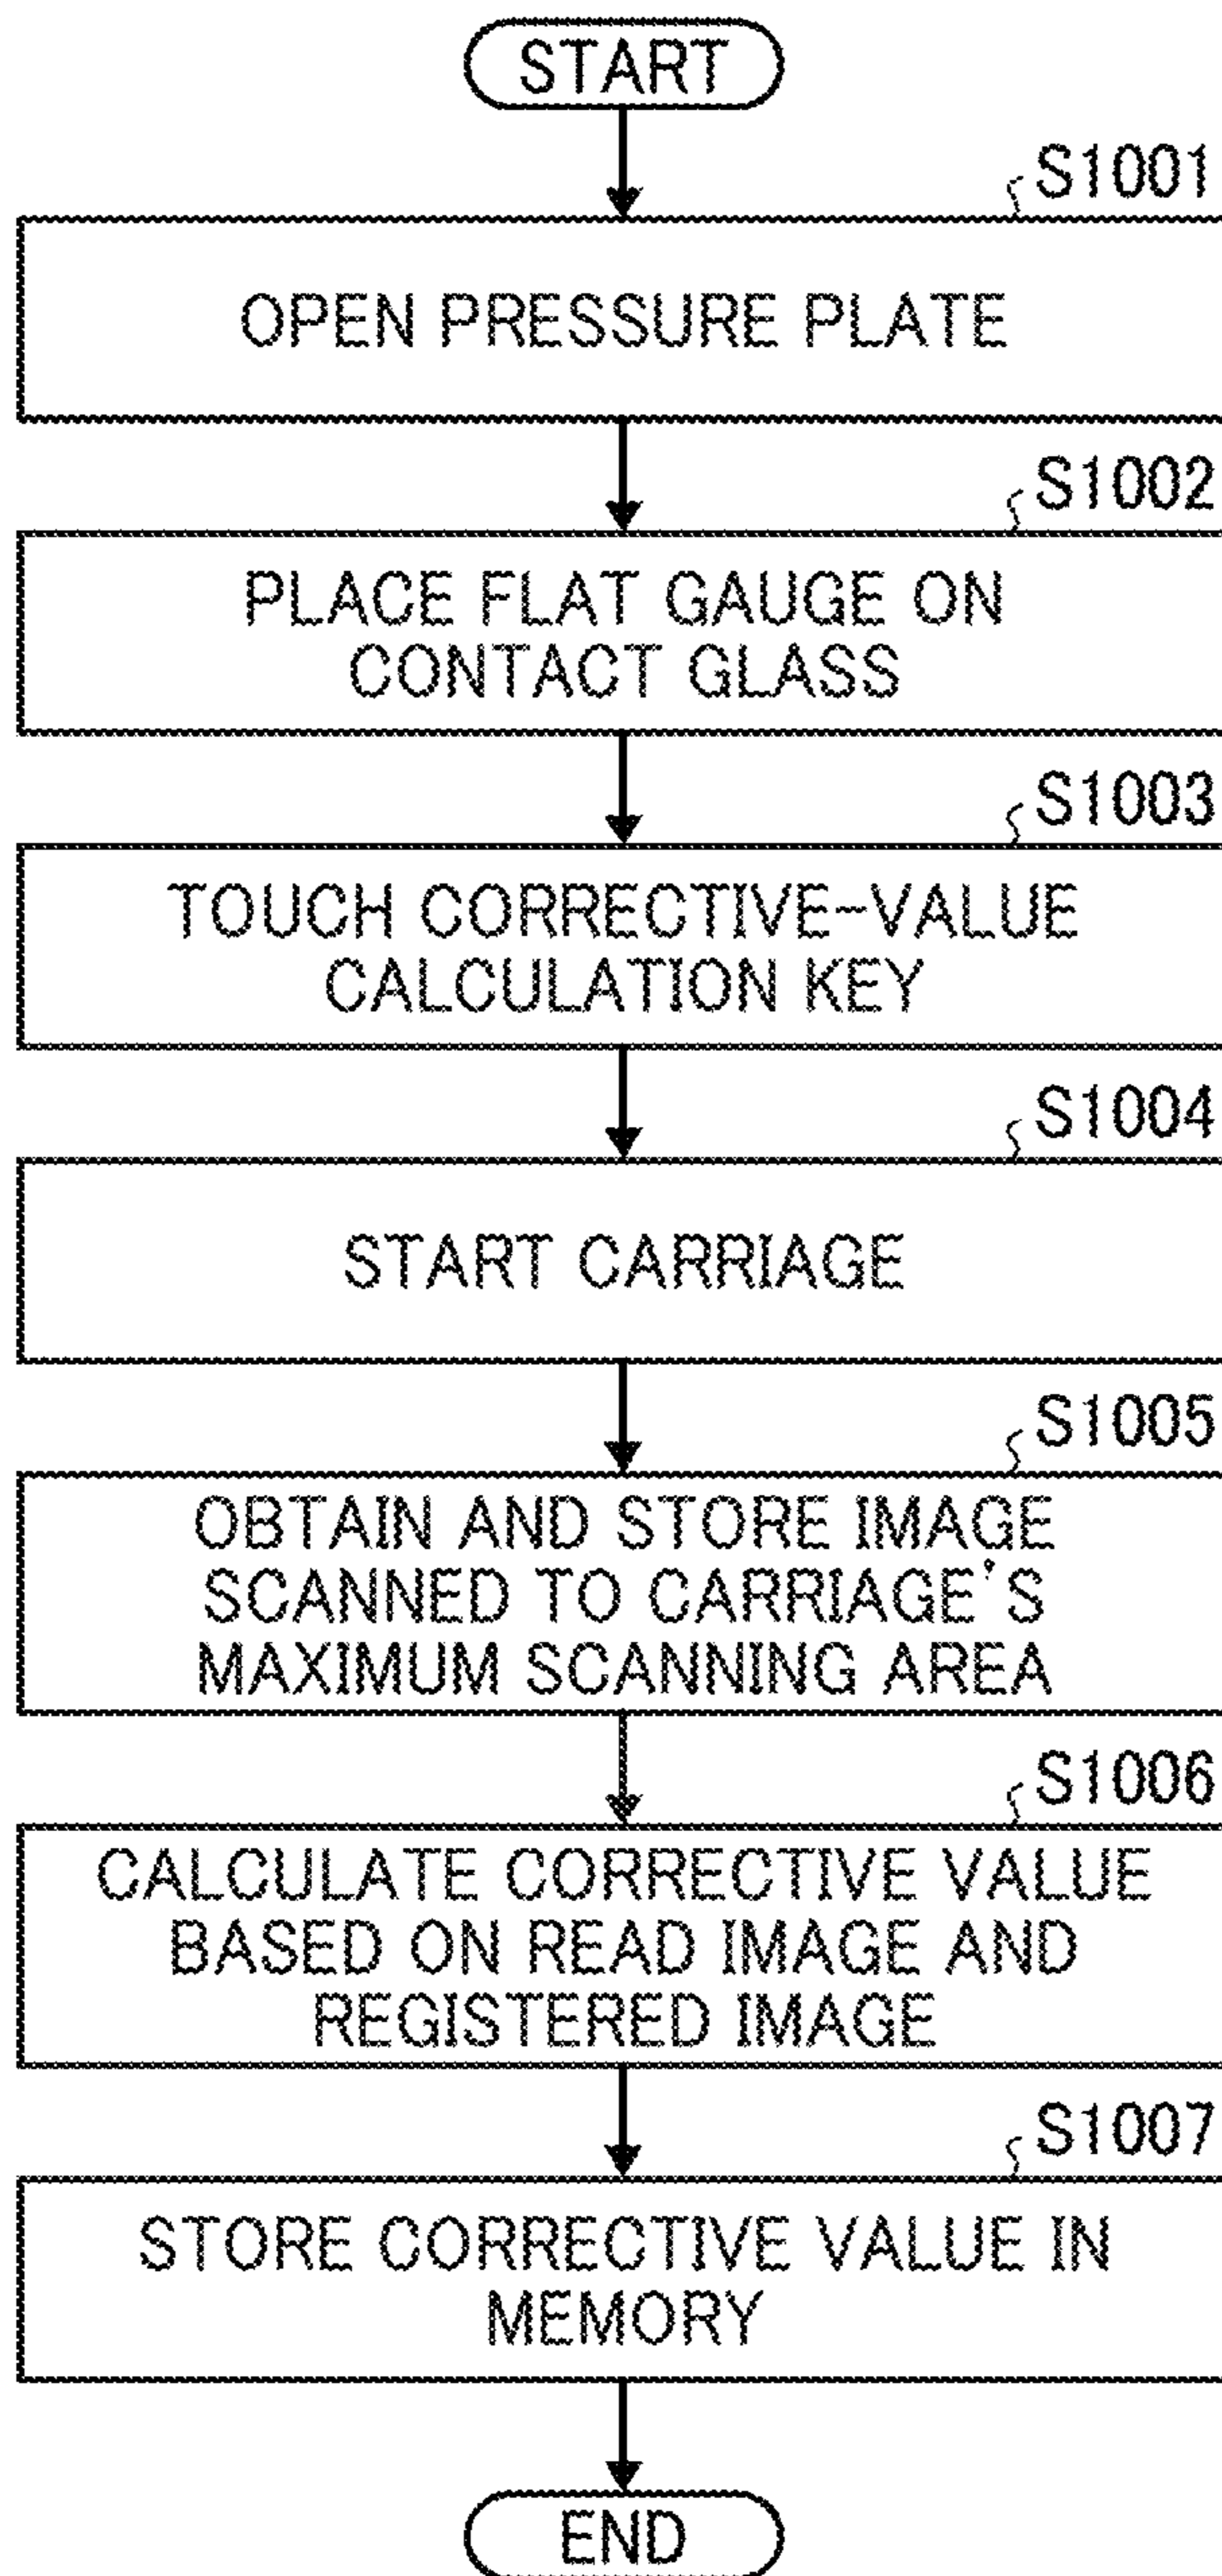 START
S1001
OPEN PRESSURE PLATE
S1002
PLACE FLAT GAUGE ON
CONTACT GLASS
S1003
TOUCH CORRECTIVE-VALUE
CALCULATION KEY
S1004
START CARRIAGE
S1005
OBTAIN AND STORE IMAGE
SCANNED TO CARRIAGE'S
MAXIMUM SCANNING AREA
S1006
CALCULATE CORRECTIVE VALUE
BASED ON READ IMAGE AND
REGISTERED IMAGE
S1007
STORE CORRECTIVE VALUE IN
MEMORY
END